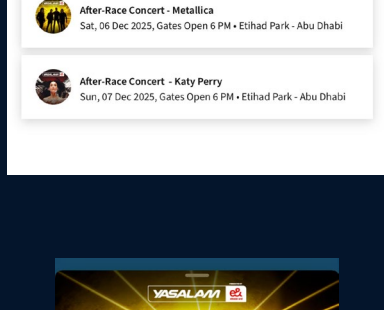 After-Race Concert - Metallica
Sat, 06 Dec 2025, Gates Open 6 PM • Etihad Park - Abu Dhabi
After-Race Concert - Katy Perry
Sun, 07 Dec 2025, Gates Open 6 PM • Etihad Park - Abu Dhabi
YASALAM e&